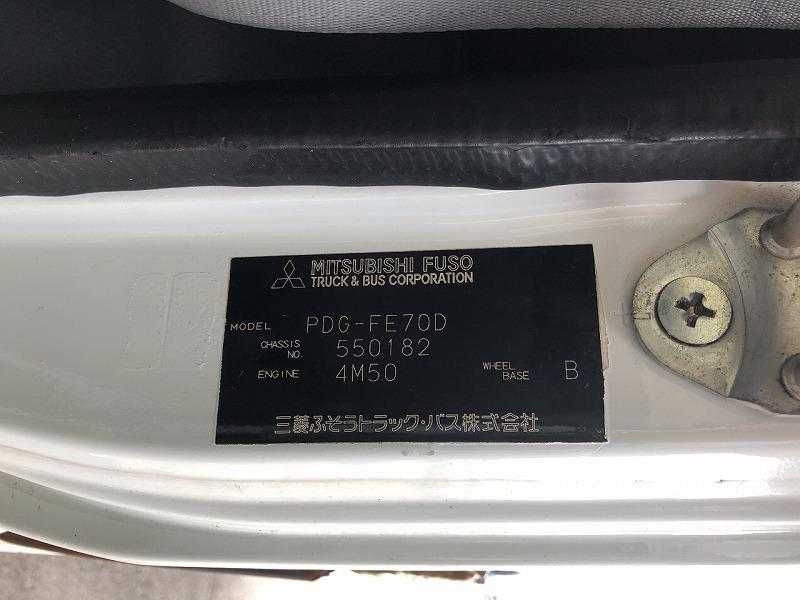 MITSUBISHI FUSO
TRUCK & BUS CORPORATION
MODEL PDG-FE70D
CHASSIS NO. 550182
ENGINE 4M50 WHEEL BASE B
三菱ふそうトラック・バス株式会社